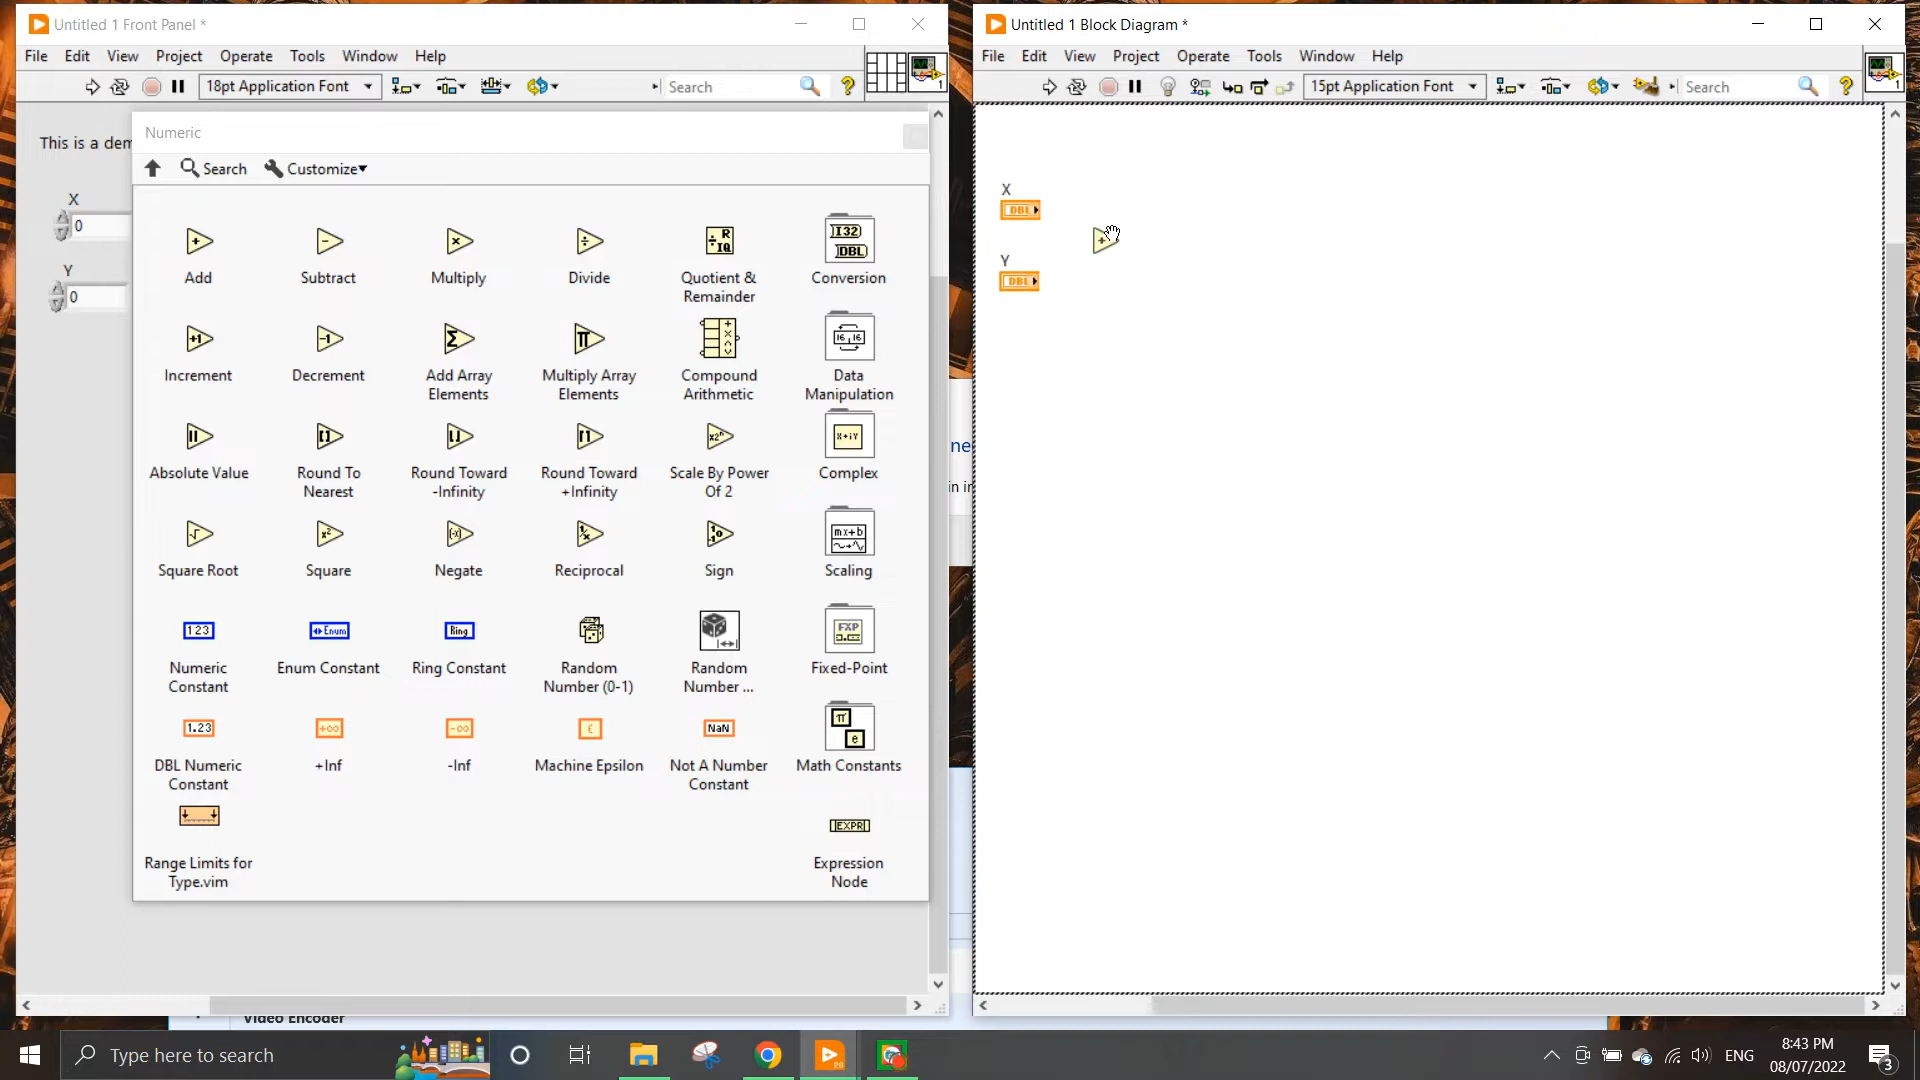 Untitled 1 Front Panel *
File Edit View Project Operate Tools Window Help
18pt Application Font
Search
This is a dem
X
0
Y
0
Numeric
Search Customize
Add Subtract Multiply Divide Quotient & Remainder Conversion
Increment Decrement Add Array Elements Multiply Array Elements Compound Arithmetic Data Manipulation
Absolute Value Round To Nearest Round Toward -Infinity Round Toward +Infinity Scale By Power Of 2 Complex
Square Root Square Negate Reciprocal Sign Scaling
Numeric Constant Enum Constant Ring Constant Random Number (0-1) Random Number ... Fixed-Point
DBL Numeric Constant +Inf -Inf Machine Epsilon Not A Number Constant Math Constants
Range Limits for Type.vim Expression Node
ne
in in
Video Encoder
Untitled 1 Block Diagram *
File Edit View Project Operate Tools Window Help
15pt Application Font
Search
X
DBL
Y
DBL
Type here to search
ENG
8:43 PM
08/07/2022
3